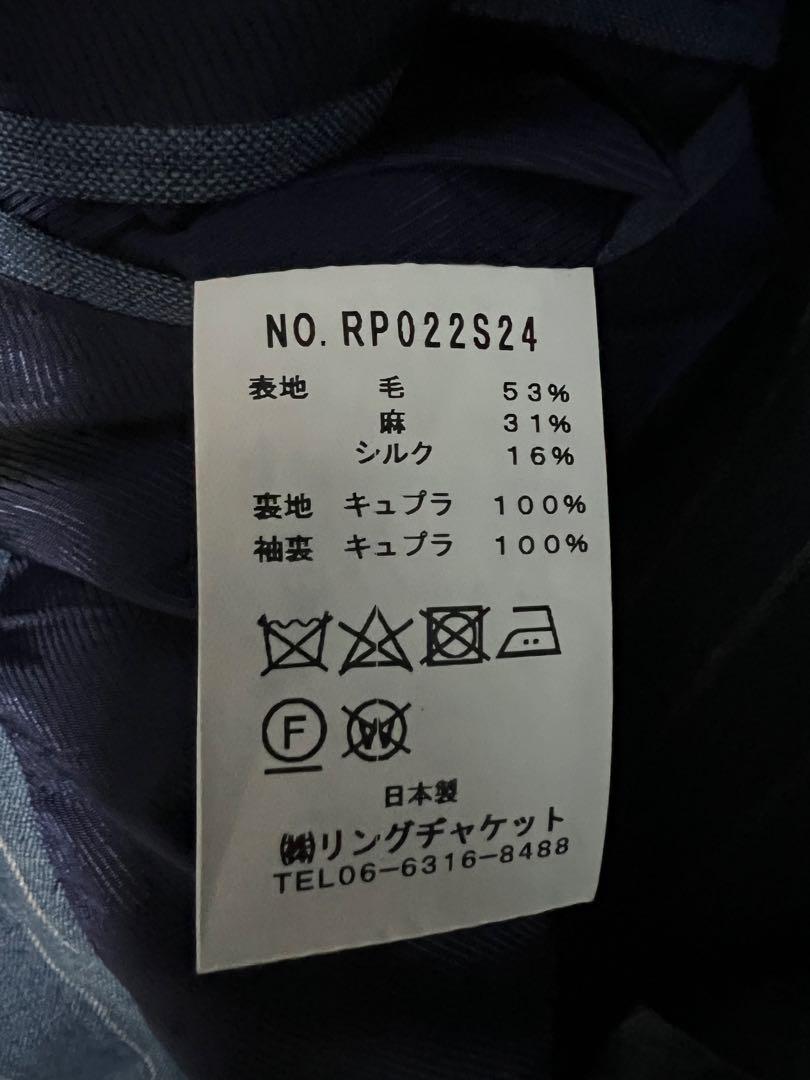 NO. RP022S24
表地 毛 53%
麻 31%
シルク 16%
裏地 キュプラ 100%
袖裏 キュプラ 100%
F
W
日本製
㈱リングヂャケット
TEL06-6316-8488